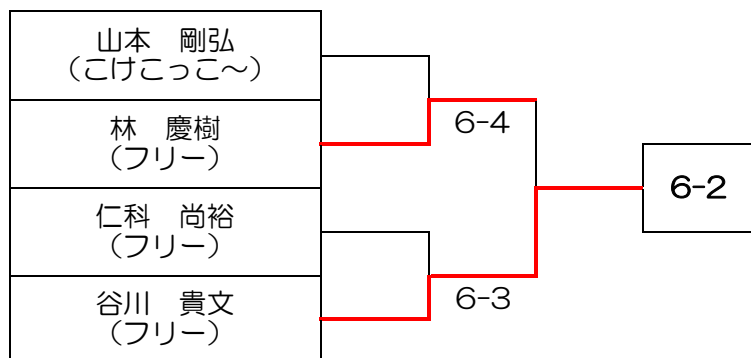 山本　剛弘
（こけこっこ～）
林　慶樹
（フリー）
6-4
仁科　尚裕
（フリー）
谷川　貴文
（フリー）
6-3
6-2